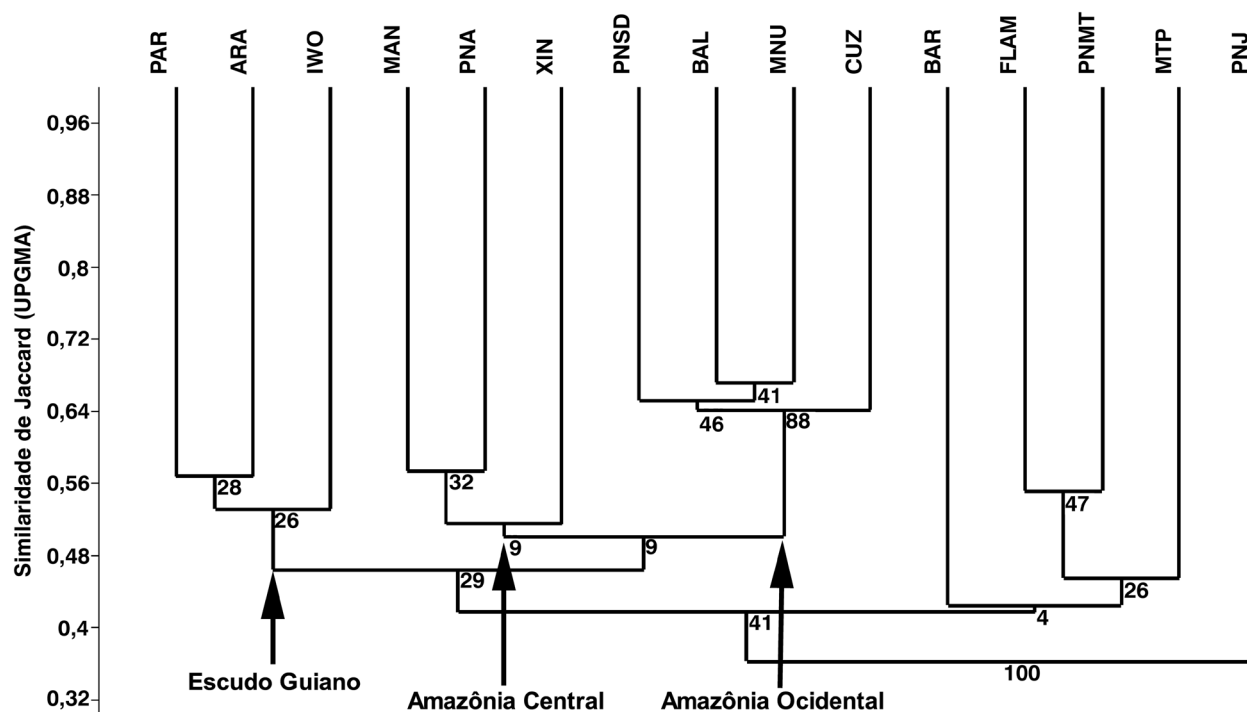 PAR ARA IWO MAN PNA XIN PNSD BAL MNU CUZ BAR FLAM PNMT MTP PNJ
Similaridade de Jaccard (UPGMA)
0,96
0,88
0,8
0,72
0,64
0,56
0,48
0,4
0,32
41
46 88
28 32 47
26
9 9
29 26
41 4
100
Escudo Guiano
Amazônia Central
Amazônia Ocidental